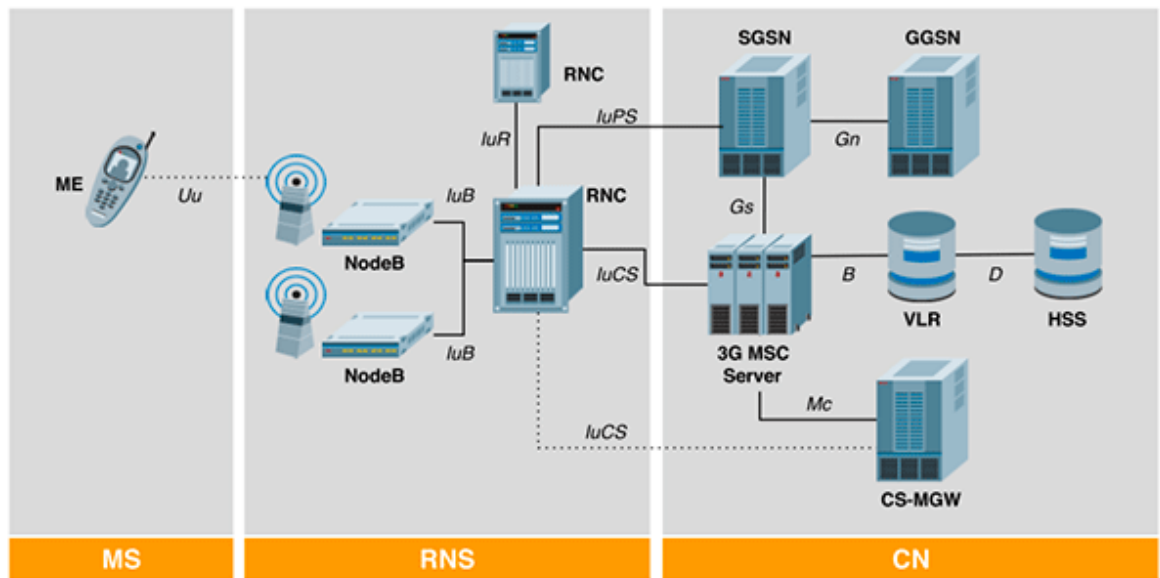 SGSN
GGSN
RNC
IuPS
IuR
Gn
ME
Uu
IuB
RNC
Gs
NodeB
IuCS
B
D
VLR
HSS
IuB
NodeB
3G MSC
Server
Mc
IuCS
CS-MGW
MS
RNS
CN